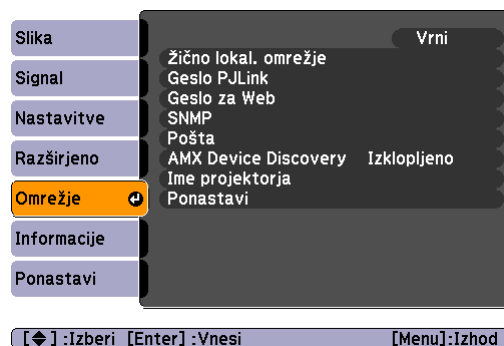 Slika
Signal
Nastavitve
Razširjeno
Omrežje
Informacije
Ponastavi
Vrni
Žično lokal. omrežje
Geslo PJLink
Geslo za Web
SNMP
Pošta
AMX Device Discovery Izklopljeno
Ime projektorja
Ponastavi
[◆] :Izberi [Enter] :Vnesi [Menu]:Izhod